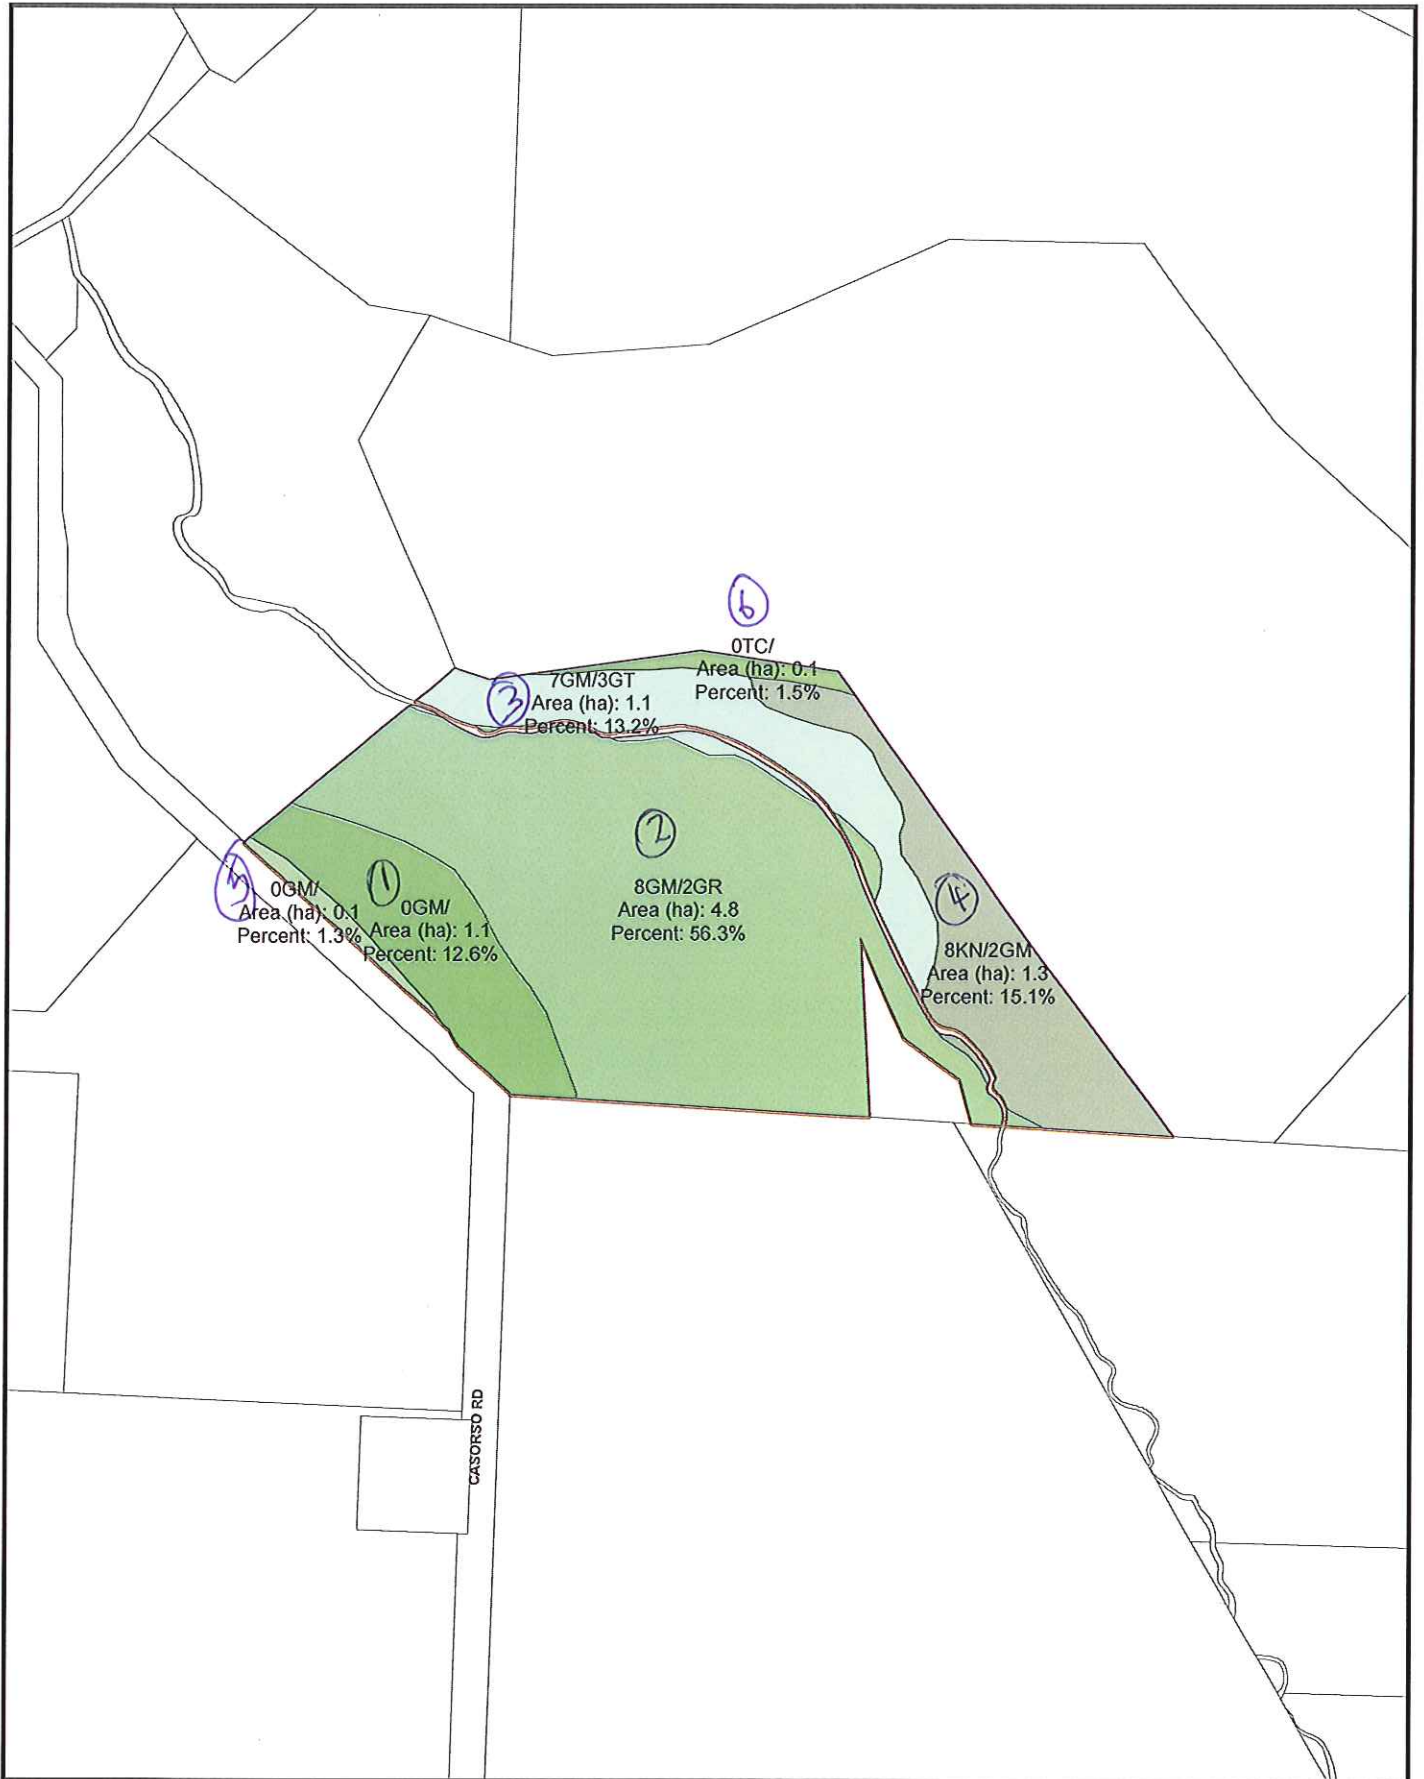 6
0TC/
Area (ha): 0.1
Percent: 1.5%
3
7GM/3GT
Area (ha): 1.1
Percent: 13.2%
2
8GM/2GR
Area (ha): 4.8
Percent: 56.3%
1
0GM/
Area (ha): 1.1
Percent: 12.6%
0GM/
Area (ha): 0.1
Percent: 1.3%
4
8KN/2GM
Area (ha): 1.3
Percent: 15.1%
CASORSO RD